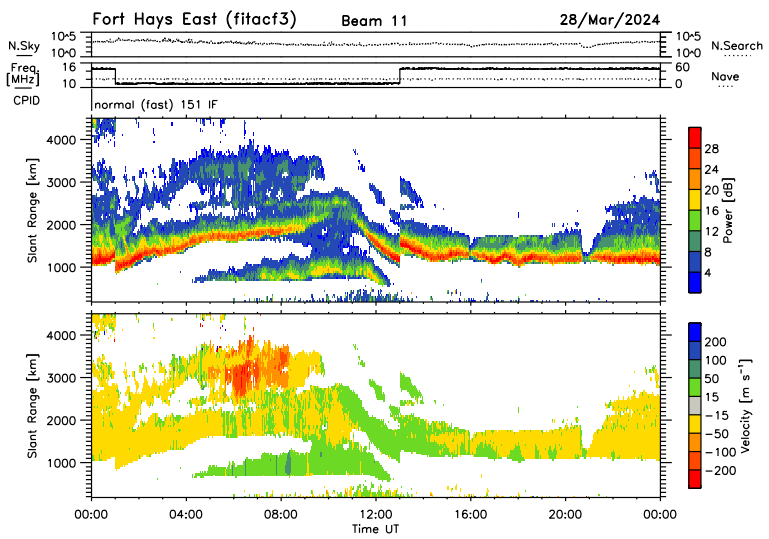 Fort Hays East (fitacf3) Beam 11 28/Mar/2024
N.Sky 10^5 10^0 10^5 10^0 N.Search
Freq. [MHz] 16 10 60 0 Nave
CPID normal (fast) 151 IF
Slant Range [km]
4000
3000
2000
1000
Power [dB]
28
24
20
16
12
8
4
Slant Range [km]
4000
3000
2000
1000
Velocity [m s⁻¹]
200
100
50
15
−15
−50
−100
−200
00:00 04:00 08:00 12:00 16:00 20:00 00:00
Time UT